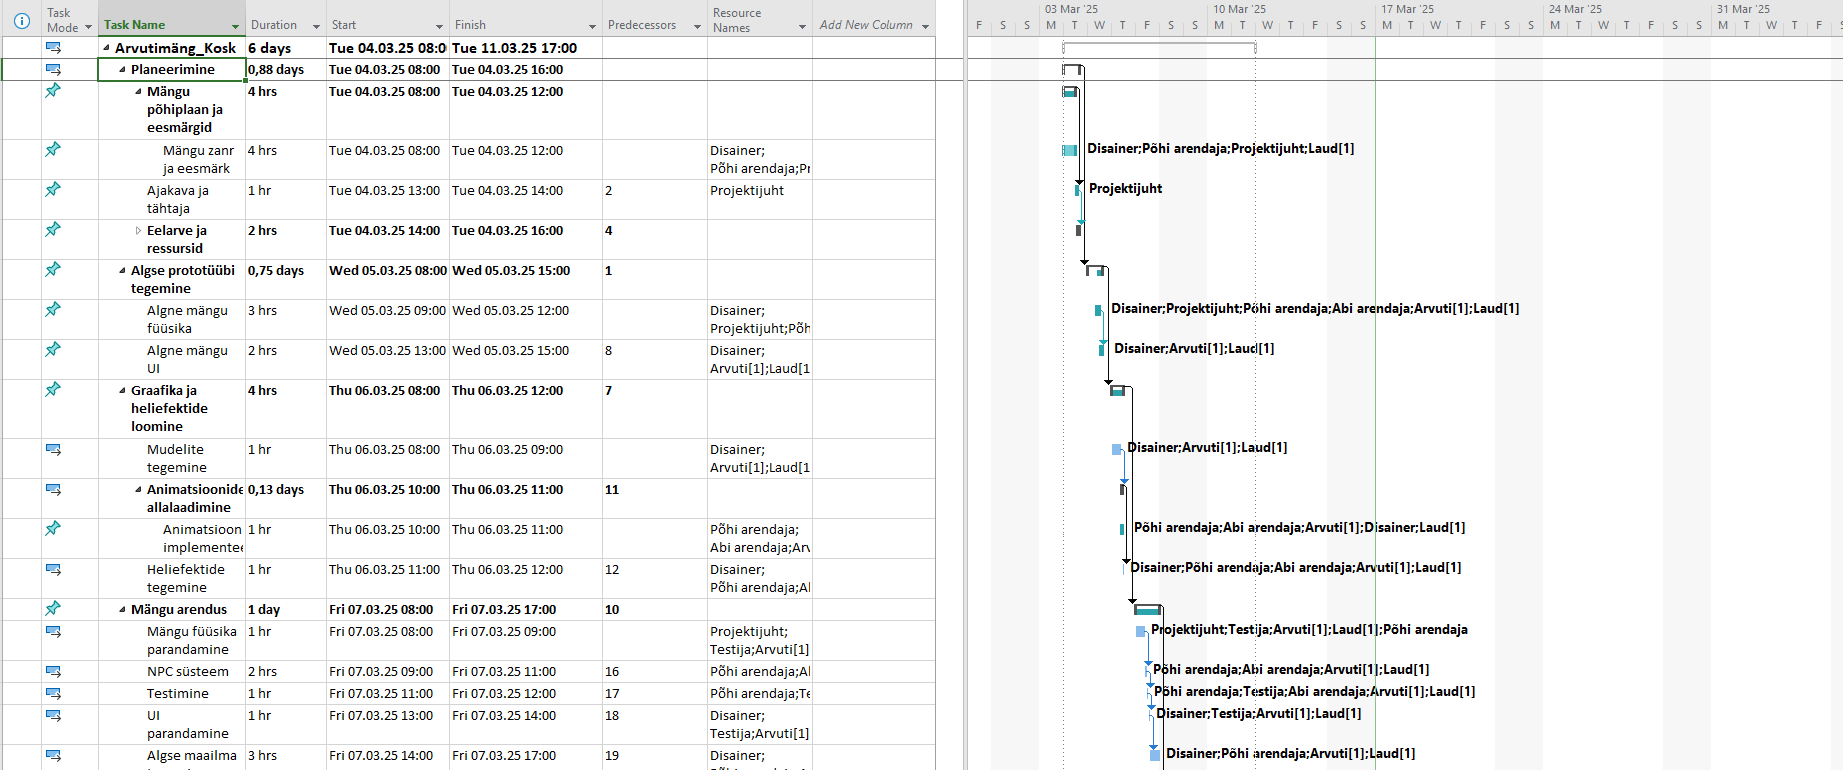 Task Mode
Task Name
Duration
Start
Finish
Predecessors
Resource Names
Add New Column
03 Mar '25
10 Mar '25
17 Mar '25
24 Mar '25
31 Mar '25
F S S M T W T F S S M T W T F S S M T W T F S S M T W T F S S M T W T F S
Arvutimäng_Kosk 6 days Tue 04.03.25 08:0 Tue 11.03.25 17:00
Planeerimine 0,88 days Tue 04.03.25 08:00 Tue 04.03.25 16:00
Mängu põhiplaan ja eesmärgid 4 hrs Tue 04.03.25 08:00 Tue 04.03.25 12:00
Mängu zanr ja eesmärk 4 hrs Tue 04.03.25 08:00 Tue 04.03.25 12:00 Disainer; Põhi arendaja;Pr
Disainer;Põhi arendaja;Projektijuht;Laud[1]
Ajakava ja tähtaja 1 hr Tue 04.03.25 13:00 Tue 04.03.25 14:00 2 Projektijuht
Projektijuht
Eelarve ja ressursid 2 hrs Tue 04.03.25 14:00 Tue 04.03.25 16:00 4
Algse prototüübi tegemine 0,75 days Wed 05.03.25 08:00 Wed 05.03.25 15:00 1
Algne mängu füüsika 3 hrs Wed 05.03.25 09:00 Wed 05.03.25 12:00 Disainer; Projektijuht;Põh
Disainer;Projektijuht;Põhi arendaja;Abi arendaja;Arvuti[1];Laud[1]
Algne mängu UI 2 hrs Wed 05.03.25 13:00 Wed 05.03.25 15:00 8 Disainer; Arvuti[1];Laud[1
Disainer;Arvuti[1];Laud[1]
Graafika ja heliefektide loomine 4 hrs Thu 06.03.25 08:00 Thu 06.03.25 12:00 7
Mudelite tegemine 1 hr Thu 06.03.25 08:00 Thu 06.03.25 09:00 Disainer; Arvuti[1];Laud[1
Disainer;Arvuti[1];Laud[1]
Animatsioonide allalaadimine 0,13 days Thu 06.03.25 10:00 Thu 06.03.25 11:00 11
Animatsioon implementee 1 hr Thu 06.03.25 10:00 Thu 06.03.25 11:00 Põhi arendaja; Abi arendaja;Arv
Põhi arendaja;Abi arendaja;Arvuti[1];Disainer;Laud[1]
Heliefektide tegemine 1 hr Thu 06.03.25 11:00 Thu 06.03.25 12:00 12 Disainer; Põhi arendaja;Al
Disainer;Põhi arendaja;Abi arendaja;Arvuti[1];Laud[1]
Mängu arendus 1 day Fri 07.03.25 08:00 Fri 07.03.25 17:00 10
Mängu füüsika parandamine 1 hr Fri 07.03.25 08:00 Fri 07.03.25 09:00 Projektijuht; Testija;Arvuti[1]
Projektijuht;Testija;Arvuti[1];Laud[1];Põhi arendaja
NPC süsteem 2 hrs Fri 07.03.25 09:00 Fri 07.03.25 11:00 16 Põhi arendaja;Al
Põhi arendaja;Abi arendaja;Arvuti[1];Laud[1]
Testimine 1 hr Fri 07.03.25 11:00 Fri 07.03.25 12:00 17 Põhi arendaja;Te
Põhi arendaja;Testija;Abi arendaja;Arvuti[1];Laud[1]
UI parandamine 1 hr Fri 07.03.25 13:00 Fri 07.03.25 14:00 18 Disainer; Testija;Arvuti[1]
Disainer;Testija;Arvuti[1];Laud[1]
Algse maailma 3 hrs Fri 07.03.25 14:00 Fri 07.03.25 17:00 19 Disainer;
Disainer;Põhi arendaja;Arvuti[1];Laud[1]